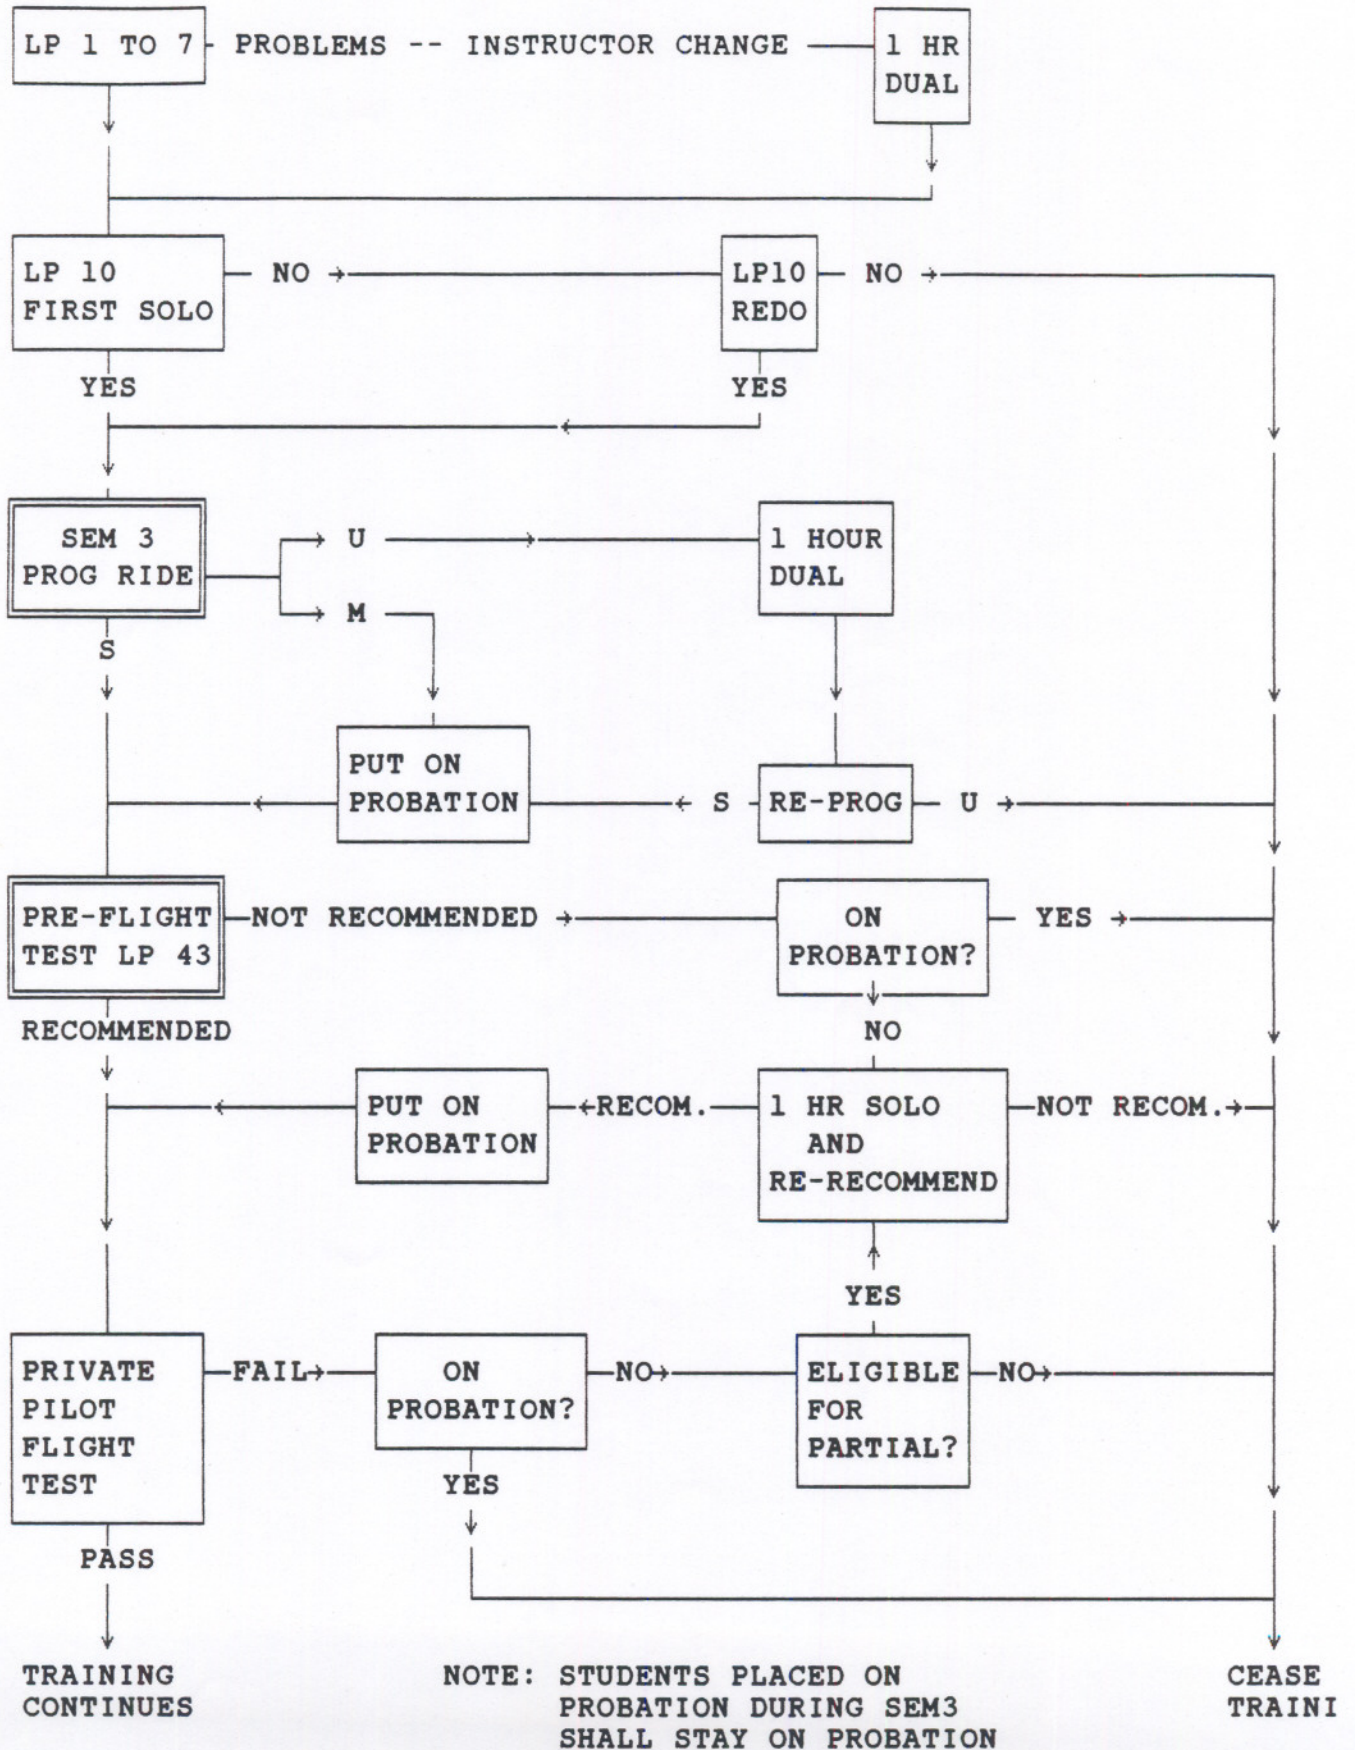 LP 1 TO 7 - PROBLEMS -- INSTRUCTOR CHANGE
1 HR
DUAL
LP 10
FIRST SOLO
NO
LP10
REDO
NO
YES
YES
SEM 3
PROG RIDE
U
M
1 HOUR
DUAL
S
PUT ON
PROBATION
S
RE-PROG
U
PRE-FLIGHT
TEST LP 43
NOT RECOMMENDED
ON
PROBATION?
YES
RECOMMENDED
NO
PUT ON
PROBATION
RECOM.
1 HR SOLO
AND
RE-RECOMMEND
NOT RECOM.
YES
PRIVATE
PILOT
FLIGHT
TEST
FAIL
ON
PROBATION?
NO
ELIGIBLE
FOR
PARTIAL?
NO
YES
PASS
TRAINING
CONTINUES
NOTE: STUDENTS PLACED ON
PROBATION DURING SEM3
SHALL STAY ON PROBATION
CEASE
TRAINI